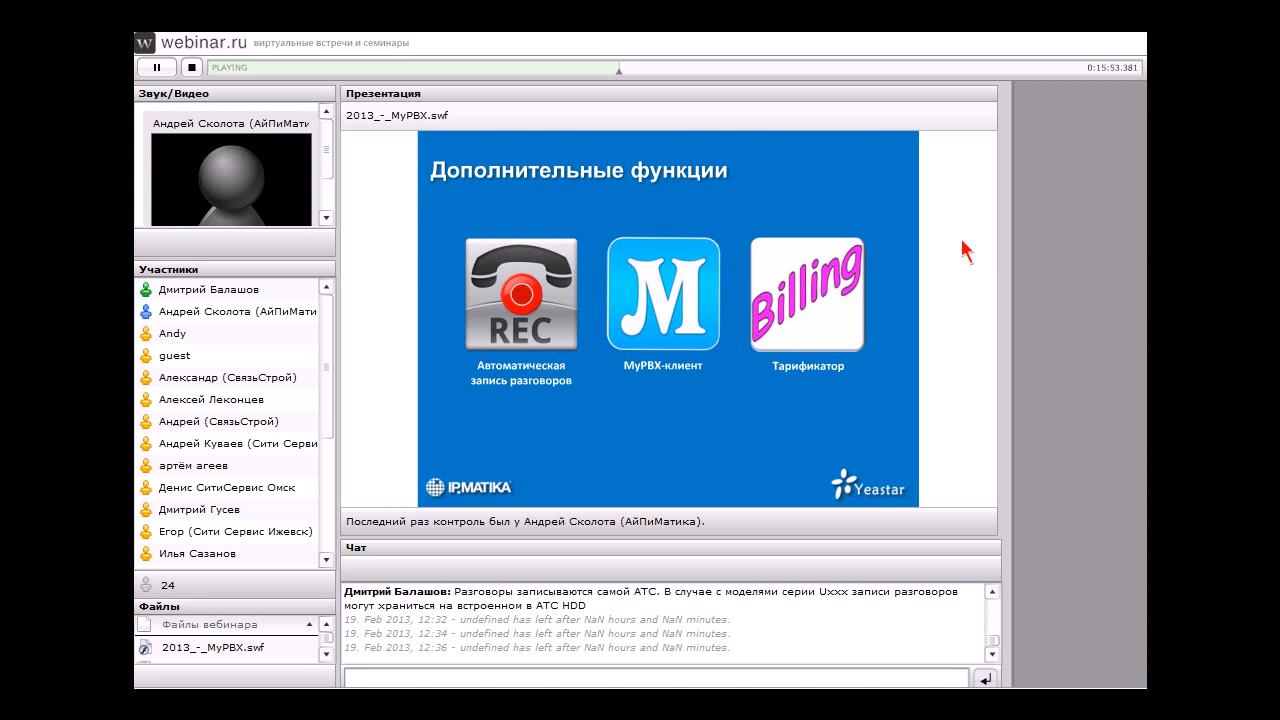 w webinar.ru виртуальные встречи и семинары
PLAYING 0:15:53.381
Звук/Видео
Андрей Сколота (АйПиМати
Участники
Дмитрий Балашов
Андрей Сколота (АйПиМати
Andy
guest
Александр (СвязьСтрой)
Алексей Леконцев
Андрей (СвязьСтрой)
Андрей Куваев (Сити Серви
артём агеев
Денис СитиСервис Омск
Дмитрий Гусев
Егор (Сити Сервис Ижевск)
Илья Сазанов
24
Файлы
Файлы вебинара
2013_-_MyPBX.swf
Презентация
2013_-_MyPBX.swf
Дополнительные функции
REC
M
Billing
Автоматическая
запись разговоров
MyPBX-клиент
Тарификатор
IP.MATIKA
Yeastar
Последний раз контроль был у Андрей Сколота (АйПиМатика).
Чат
Дмитрий Балашов: Разговоры записываются самой АТС. В случае с моделями серии Uxxx записи разговоров
могут храниться на встроенном в АТС HDD
19. Feb 2013, 12:32 - undefined has left after NaN hours and NaN minutes.
19. Feb 2013, 12:34 - undefined has left after NaN hours and NaN minutes.
19. Feb 2013, 12:36 - undefined has left after NaN hours and NaN minutes.